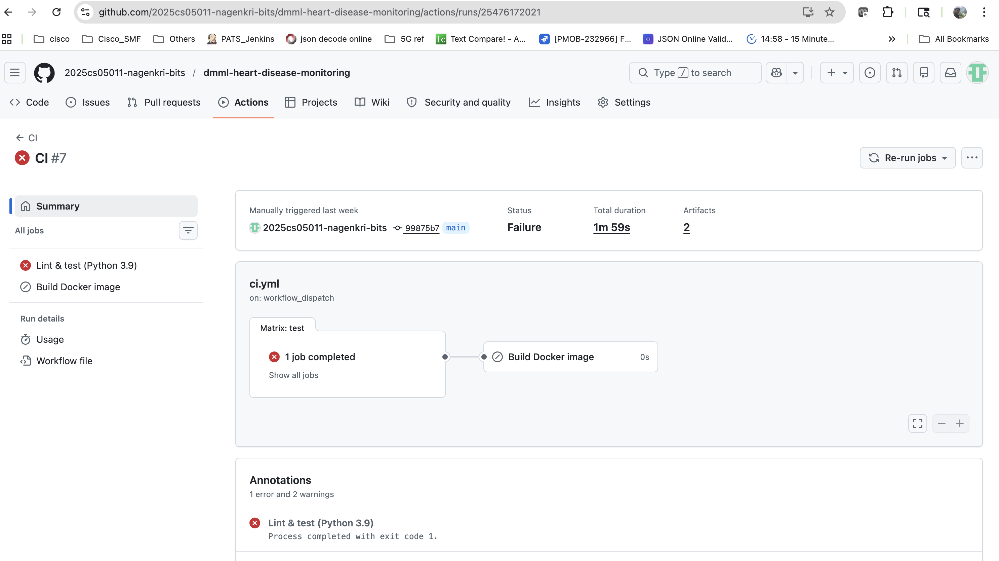 github.com/2025cs05011-nagenkri-bits/dmml-heart-disease-monitoring/actions/runs/25476172021
cisco Cisco_SMF Others PATS_Jenkins json decode online 5G ref tc Text Compare! - A... [PMOB-232966] F... JSON Online Valid... 14:58 - 15 Minute... » All Bookmarks
2025cs05011-nagenkri-bits / dmml-heart-disease-monitoring Type / to search
Code Issues Pull requests Actions Projects Wiki Security and quality Insights Settings
CI
CI #7 Re-run jobs
Summary
All jobs
Lint & test (Python 3.9)
Build Docker image
Run details
Usage
Workflow file
Manually triggered last week Status Total duration Artifacts
2025cs05011-nagenkri-bits 99875b7 main Failure 1m 59s 2
ci.yml
on: workflow_dispatch
Matrix: test
1 job completed
Show all jobs
Build Docker image 0s
Annotations
1 error and 2 warnings
Lint & test (Python 3.9)
Process completed with exit code 1.